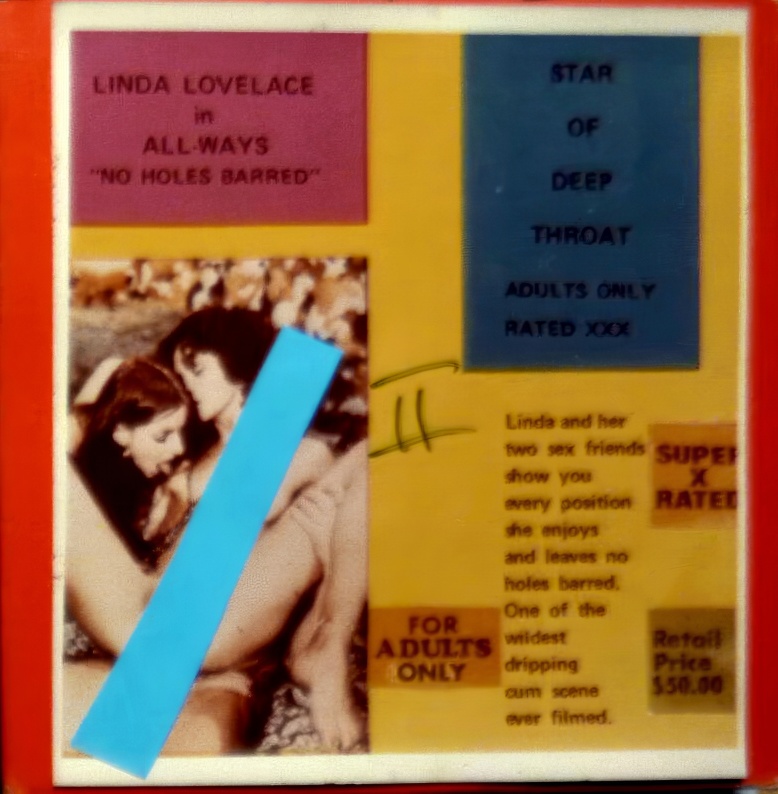 LINDA LOVELACE
in
ALL-WAYS
"NO HOLES BARRED"
STAR
OF
DEEP
THROAT
ADULTS ONLY
RATED XXX
II
Linda and her
two sex friends
show you
every position
she enjoys
and leaves no
holes barred.
One of the
wildest
dripping
cum scene
ever filmed.
SUPER
X
RATED
FOR
ADULTS
ONLY
Retail
Price
$50.00